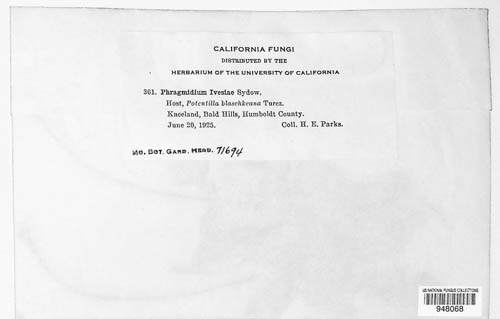 CALIFORNIA FUNGI
DISTRIBUTED BY THE
HERBARIUM OF THE UNIVERSITY OF CALIFORNIA
361. Phragmidium Ivesiae Sydow.
Host, Potentilla blaschkeana Turcz.
Kneeland, Bald Hills, Humboldt County.
June 20, 1925. Coll. H. E. Parks.
MO. BOT. GARD. HERB. 71694
US NATIONAL FUNGUS COLLECTIONS
948068